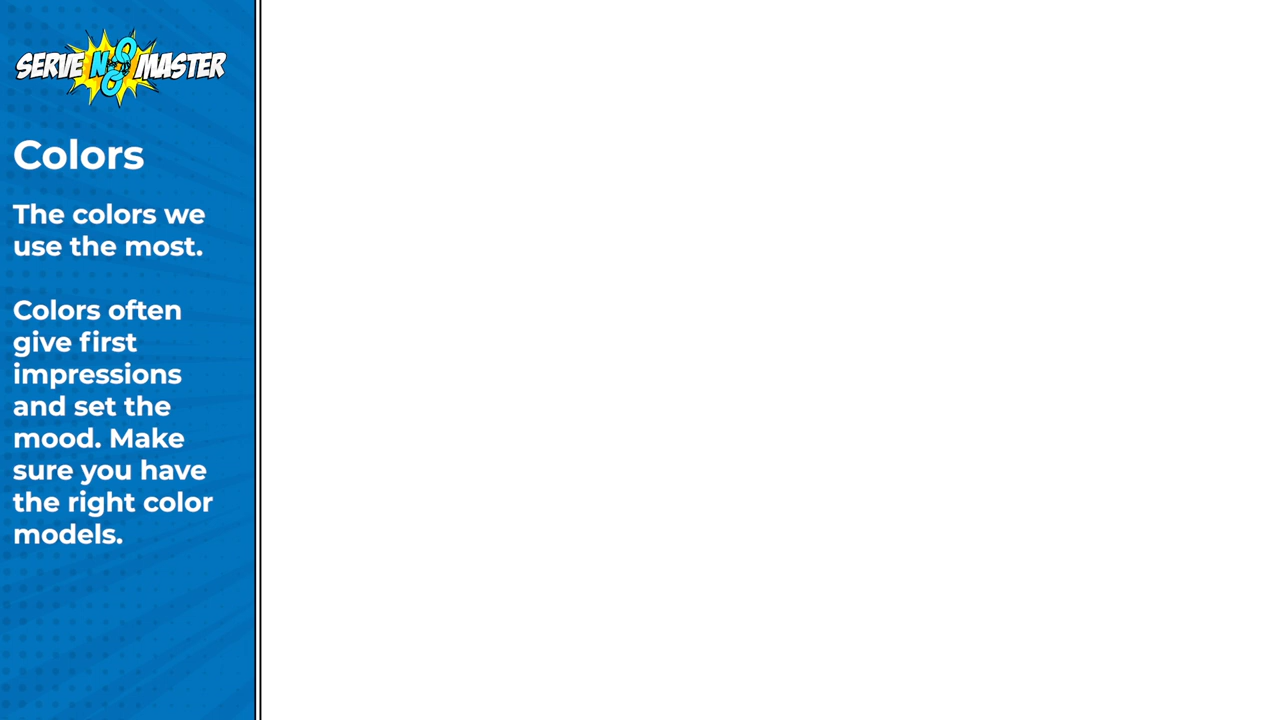 SERVE NO MASTER
Colors
The colors we
use the most.
Colors often
give first
impressions
and set the
mood. Make
sure you have
the right color
models.